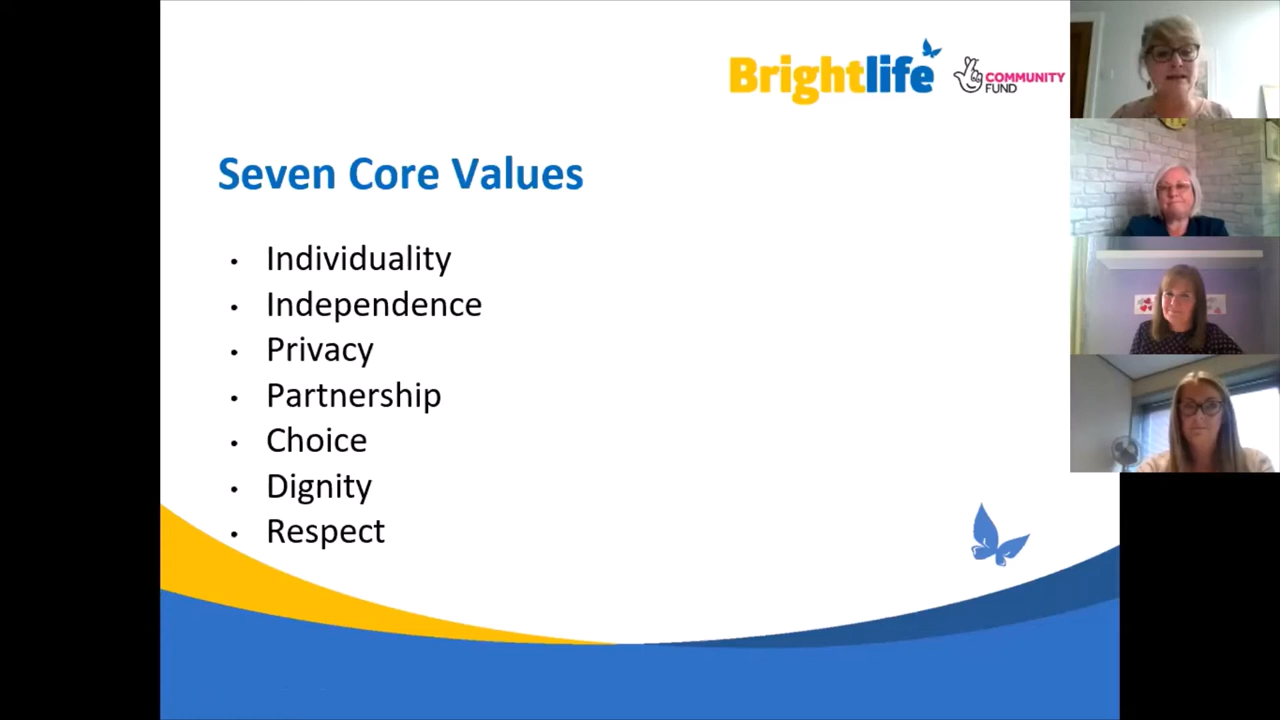 Brightlife
COMMUNITY
FUND
Seven Core Values
• Individuality
• Independence
• Privacy
• Partnership
• Choice
• Dignity
• Respect